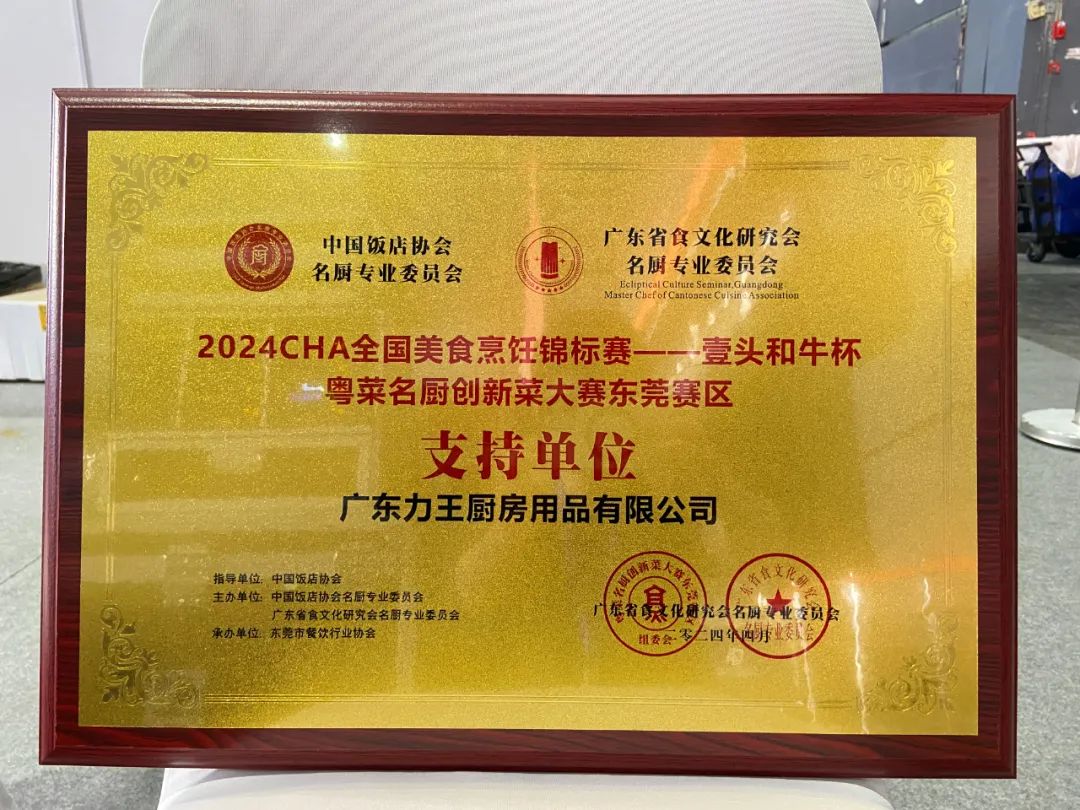 中国饭店协会
名厨专业委员会
广东省食文化研究会
名厨专业委员会
Ecliptical Culture Seminar,Guangdong
Master Chef of Cantonese Cuisine Association
2024CHA全国美食烹饪锦标赛——壹头和牛杯
粤菜名厨创新菜大赛东莞赛区
支持单位
广东力王厨房用品有限公司
指导单位：中国饭店协会
主办单位：中国饭店协会名厨专业委员会
广东省食文化研究会名厨专业委员会
承办单位：东莞市餐饮行业协会
广东省食文化研究会名厨专业委员会
二零二四年四月
组委会